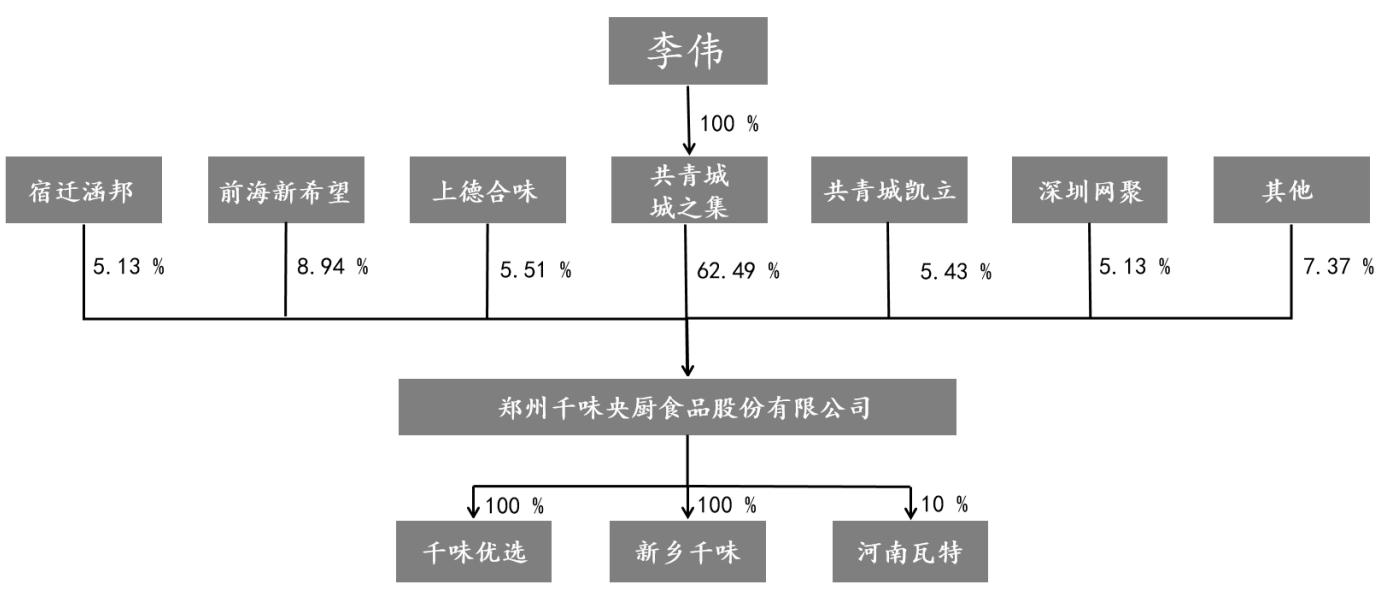 李伟
100 %
宿迁涵邦
前海新希望
上德合味
共青城
城之集
共青城凯立
深圳网聚
其他
5.13 %
8.94 %
5.51 %
62.49 %
5.43 %
5.13 %
7.37 %
郑州千味央厨食品股份有限公司
100 %
100 %
10 %
千味优选
新乡千味
河南瓦特